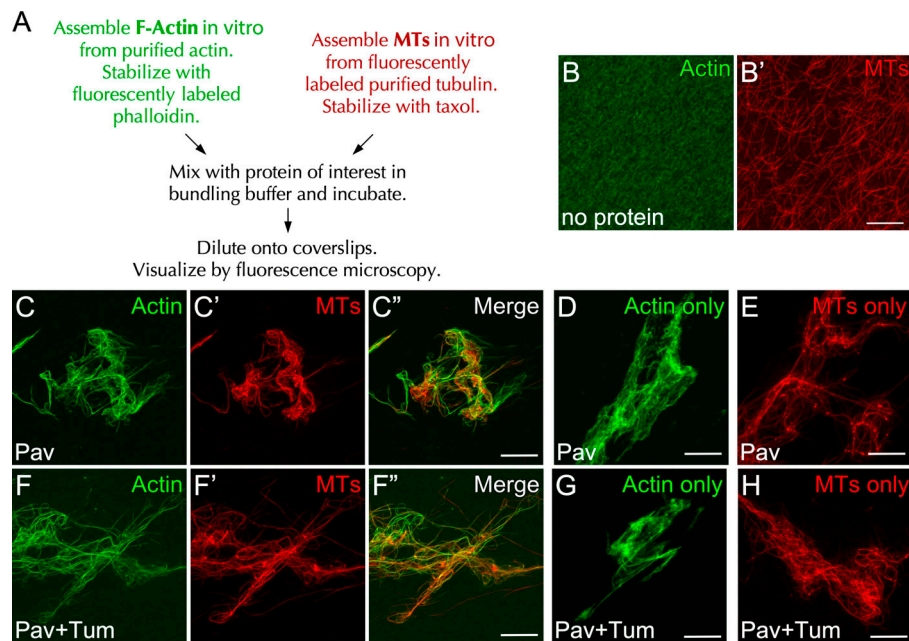 A
Assemble F-Actin in vitro
from purified actin.
Stabilize with
fluorescently labeled
phalloidin.
Assemble MTs in vitro
from fluorescently
labeled purified tubulin.
Stabilize with taxol.
Mix with protein of interest in
bundling buffer and incubate.
Dilute onto coverslips.
Visualize by fluorescence microscopy.
B
Actin
no protein
B'
MTs
C
Actin
Pav
C'
MTs
C"
Merge
D
Actin only
Pav
E
MTs only
Pav
F
Actin
Pav+Tum
F'
MTs
F"
Merge
G
Actin only
Pav+Tum
H
MTs only
Pav+Tum